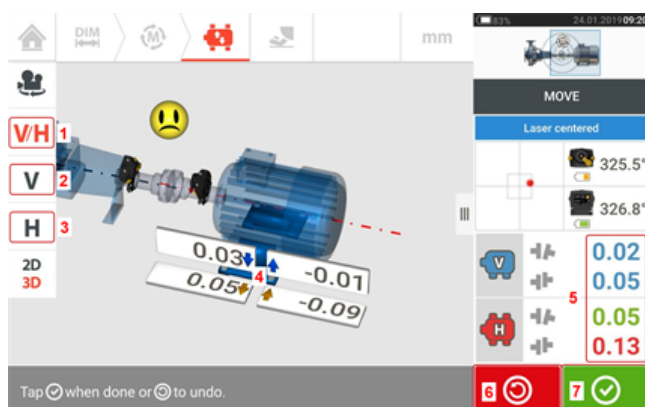 83%
24.01.2019 09:20
DIM
M
mm
MOVE
Laser centered
V/H 1
V 2
H 3
2D
3D
325.5°
326.8°
0.03
-0.01
4
0.05
-0.09
V
0.02
0.05
5
H
0.05
0.13
Tap when done or to undo.
6
7